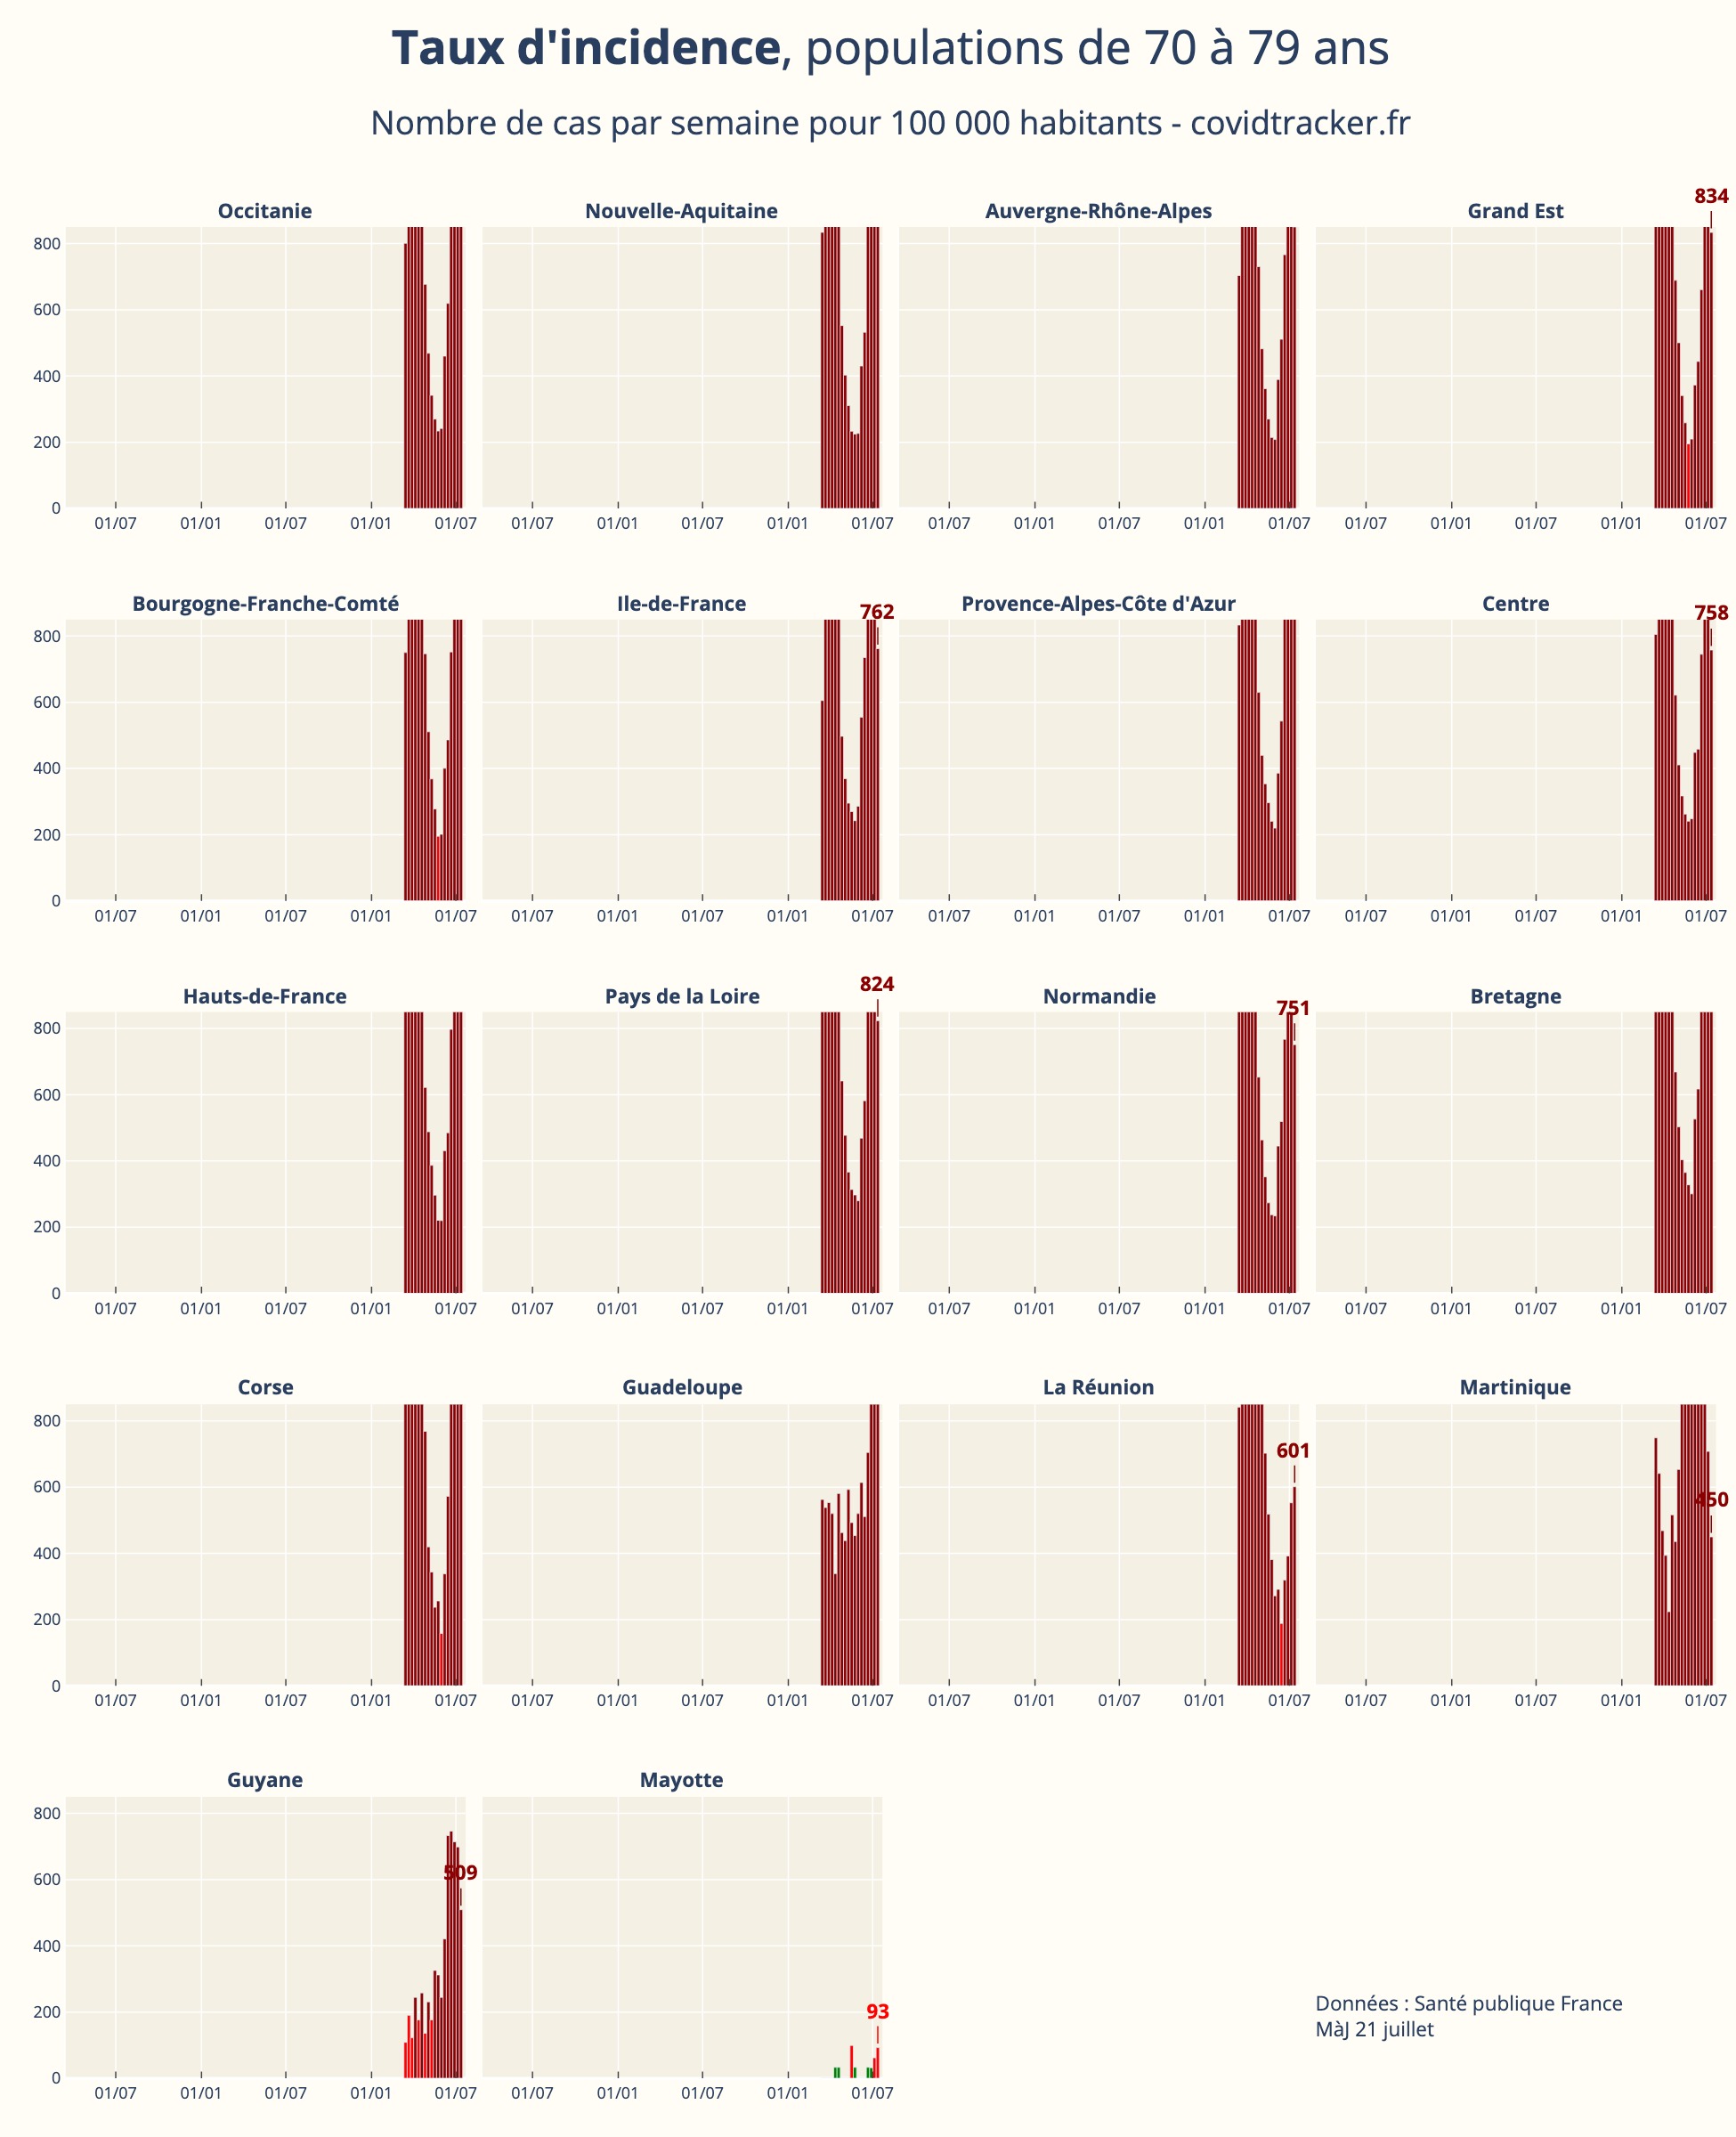 Taux d'incidence, populations de 70 à 79 ans
Nombre de cas par semaine pour 100 000 habitants - covidtracker.fr
834
Occitanie Nouvelle-Aquitaine Auvergne-Rhône-Alpes Grand Est
800
600
400
200
0
01/07 01/01 01/07 01/01 01/07 01/07 01/01 01/07 01/01 01/07 01/07 01/01 01/07 01/01 01/07 01/07 01/01 01/07 01/01 01/07
Bourgogne-Franche-Comté Ile-de-France Provence-Alpes-Côte d'Azur Centre
762 758
800
600
400
200
0
01/07 01/01 01/07 01/01 01/07 01/07 01/01 01/07 01/01 01/07 01/07 01/01 01/07 01/01 01/07 01/07 01/01 01/07 01/01 01/07
824
Hauts-de-France Pays de la Loire Normandie Bretagne
751
800
600
400
200
0
01/07 01/01 01/07 01/01 01/07 01/07 01/01 01/07 01/01 01/07 01/07 01/01 01/07 01/01 01/07 01/07 01/01 01/07 01/01 01/07
Corse Guadeloupe La Réunion Martinique
800
601
600
450
400
200
0
01/07 01/01 01/07 01/01 01/07 01/07 01/01 01/07 01/01 01/07 01/07 01/01 01/07 01/01 01/07 01/07 01/01 01/07 01/01 01/07
Guyane Mayotte
800
509
600
400
200
93
0
01/07 01/01 01/07 01/01 01/07 01/07 01/01 01/07 01/01 01/07
Données : Santé publique France
MàJ 21 juillet